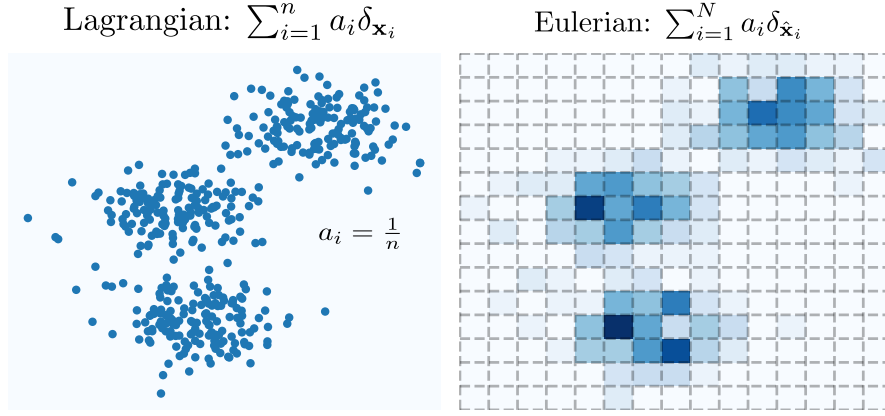 Lagrangian: $\sum_{i=1}^{n} a_i \delta_{\mathbf{x}_i}$
Eulerian: $\sum_{i=1}^{N} a_i \delta_{\hat{\mathbf{x}}_i}$
$a_i = \frac{1}{n}$